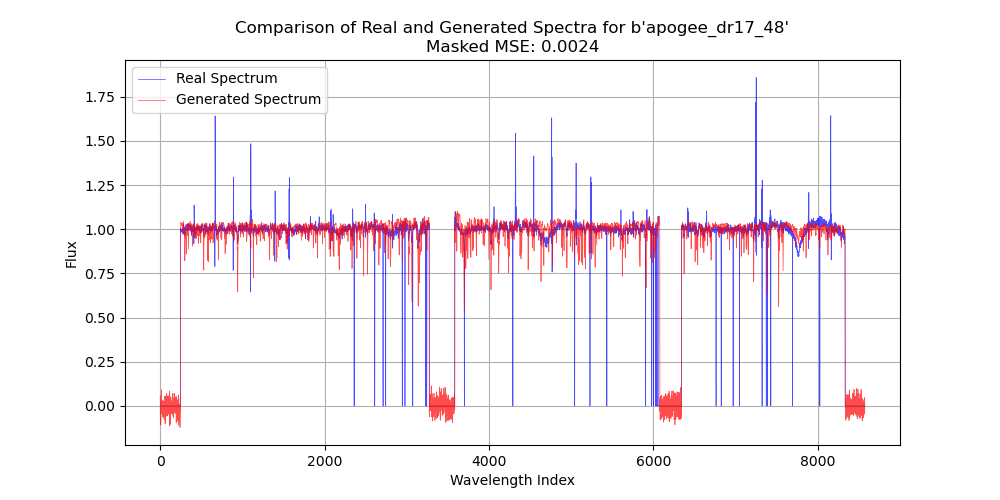 Comparison of Real and Generated Spectra for b'apogee_dr17_48'
Masked MSE: 0.0024
Real Spectrum
Generated Spectrum
1.75
1.50
1.25
1.00
0.75
0.50
0.25
0.00
Flux
0 2000 4000 6000 8000
Wavelength Index